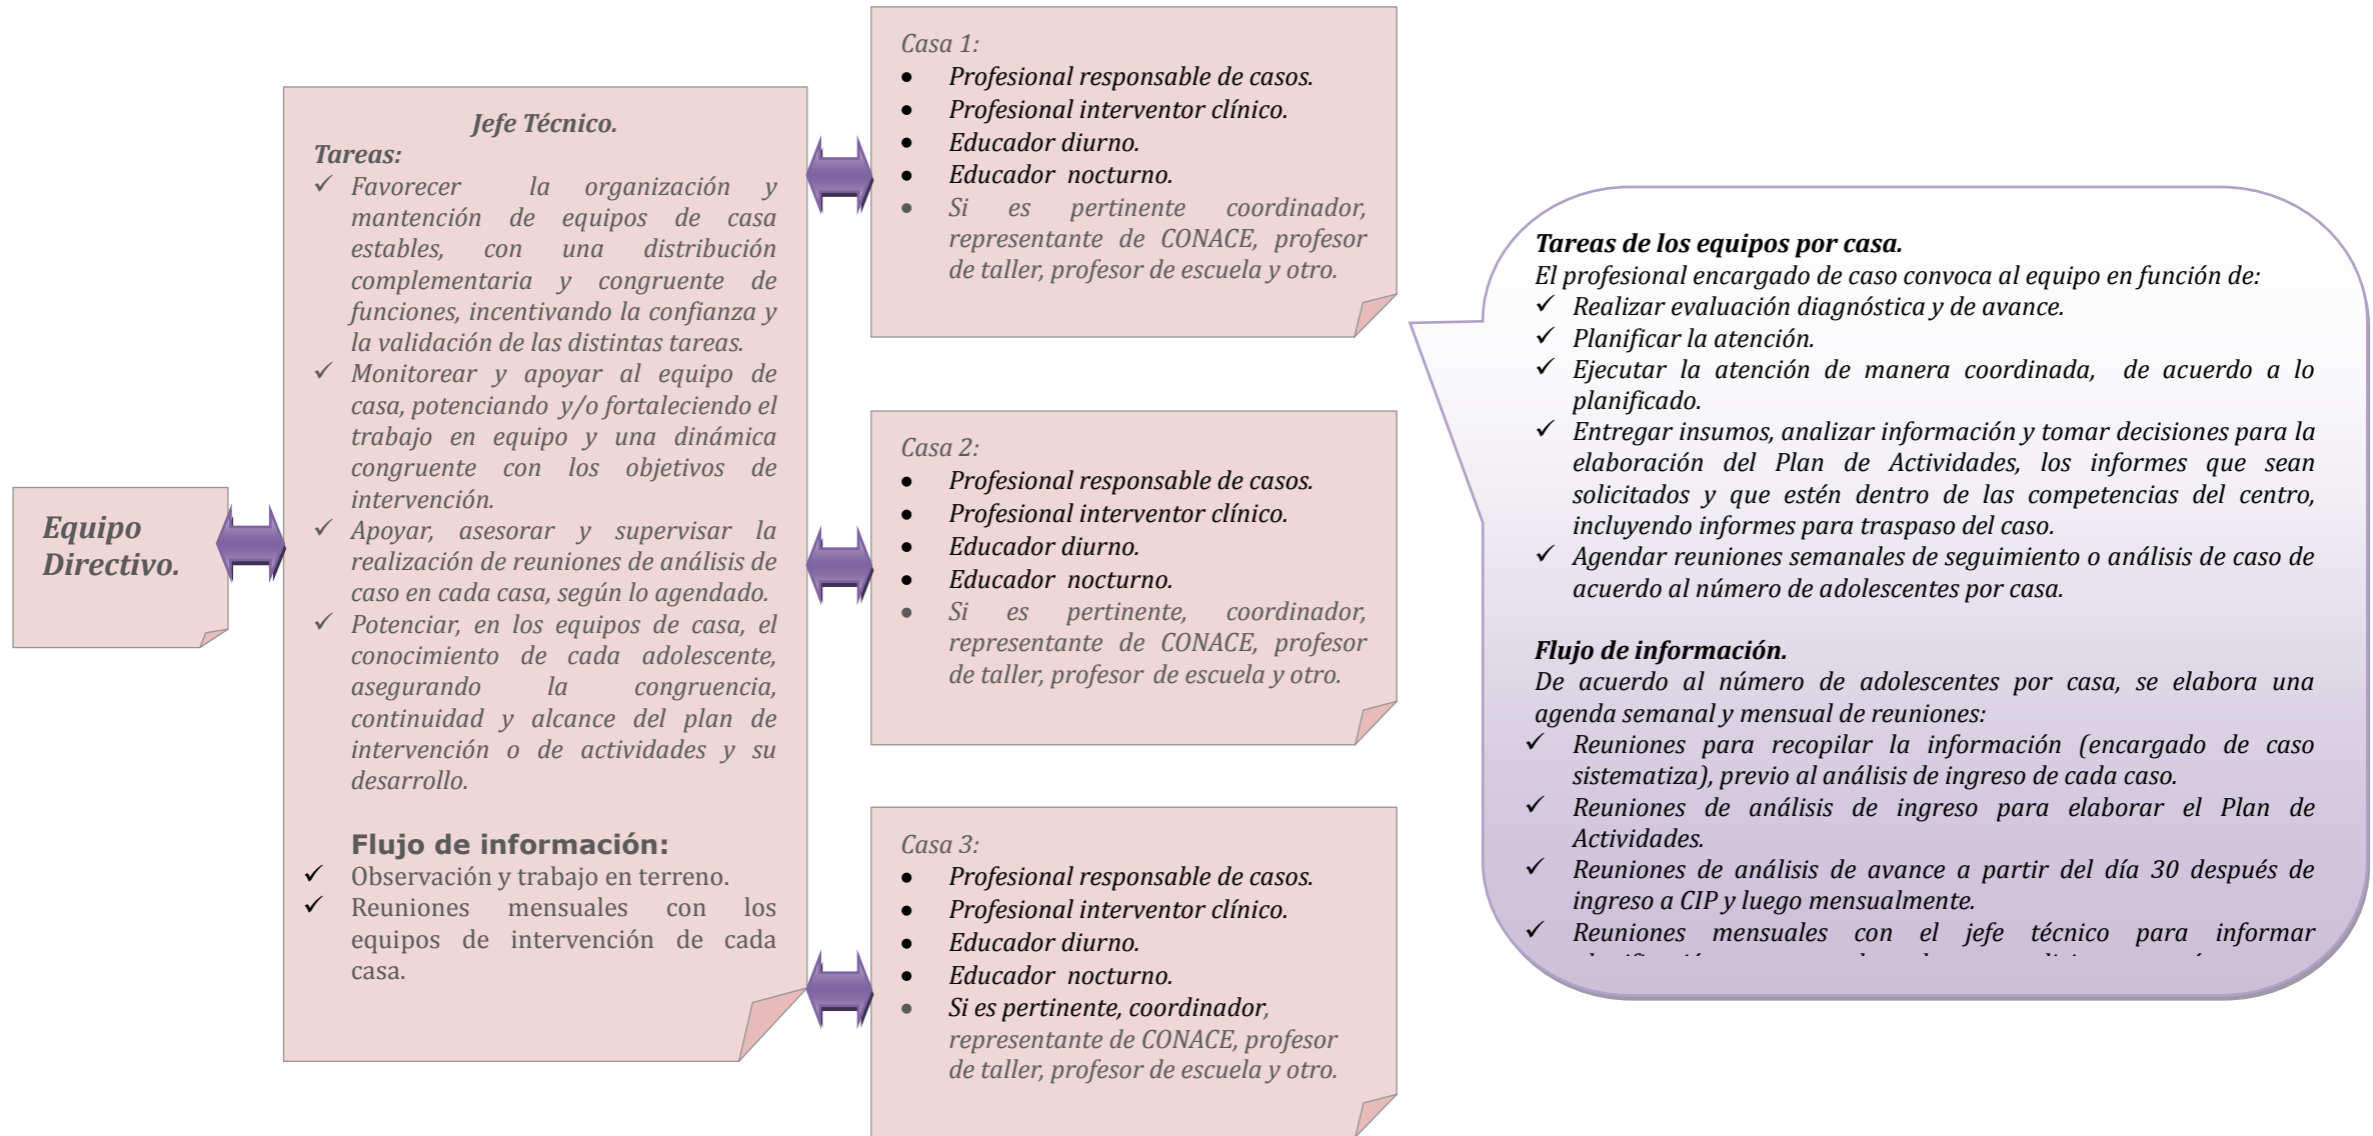 Equipo
Directivo.
Jefe Técnico.
Tareas:
✓ Favorecer la organización y
mantención de equipos de casa
estables, con una distribución
complementaria y congruente de
funciones, incentivando la confianza y
la validación de las distintas tareas.
✓ Monitorear y apoyar al equipo de
casa, potenciando y/o fortaleciendo el
trabajo en equipo y una dinámica
congruente con los objetivos de
intervención.
✓ Apoyar, asesorar y supervisar la
realización de reuniones de análisis de
caso en cada casa, según lo agendado.
✓ Potenciar, en los equipos de casa, el
conocimiento de cada adolescente,
asegurando la congruencia,
continuidad y alcance del plan de
intervención o de actividades y su
desarrollo.
Flujo de información:
✓ Observación y trabajo en terreno.
✓ Reuniones mensuales con los
equipos de intervención de cada
casa.
Casa 1:
• Profesional responsable de casos.
• Profesional interventor clínico.
• Educador diurno.
• Educador nocturno.
• Si es pertinente coordinador,
representante de CONACE, profesor
de taller, profesor de escuela y otro.
Casa 2:
• Profesional responsable de casos.
• Profesional interventor clínico.
• Educador diurno.
• Educador nocturno.
• Si es pertinente, coordinador,
representante de CONACE, profesor
de taller, profesor de escuela y otro.
Casa 3:
• Profesional responsable de casos.
• Profesional interventor clínico.
• Educador diurno.
• Educador nocturno.
• Si es pertinente, coordinador,
representante de CONACE, profesor
de taller, profesor de escuela y otro.
Tareas de los equipos por casa.
El profesional encargado de caso convoca al equipo en función de:
✓ Realizar evaluación diagnóstica y de avance.
✓ Planificar la atención.
✓ Ejecutar la atención de manera coordinada, de acuerdo a lo
planificado.
✓ Entregar insumos, analizar información y tomar decisiones para la
elaboración del Plan de Actividades, los informes que sean
solicitados y que estén dentro de las competencias del centro,
incluyendo informes para traspaso del caso.
✓ Agendar reuniones semanales de seguimiento o análisis de caso de
acuerdo al número de adolescentes por casa.
Flujo de información.
De acuerdo al número de adolescentes por casa, se elabora una
agenda semanal y mensual de reuniones:
✓ Reuniones para recopilar la información (encargado de caso
sistematiza), previo al análisis de ingreso de cada caso.
✓ Reuniones de análisis de ingreso para elaborar el Plan de
Actividades.
✓ Reuniones de análisis de avance a partir del día 30 después de
ingreso a CIP y luego mensualmente.
✓ Reuniones mensuales con el jefe técnico para informar